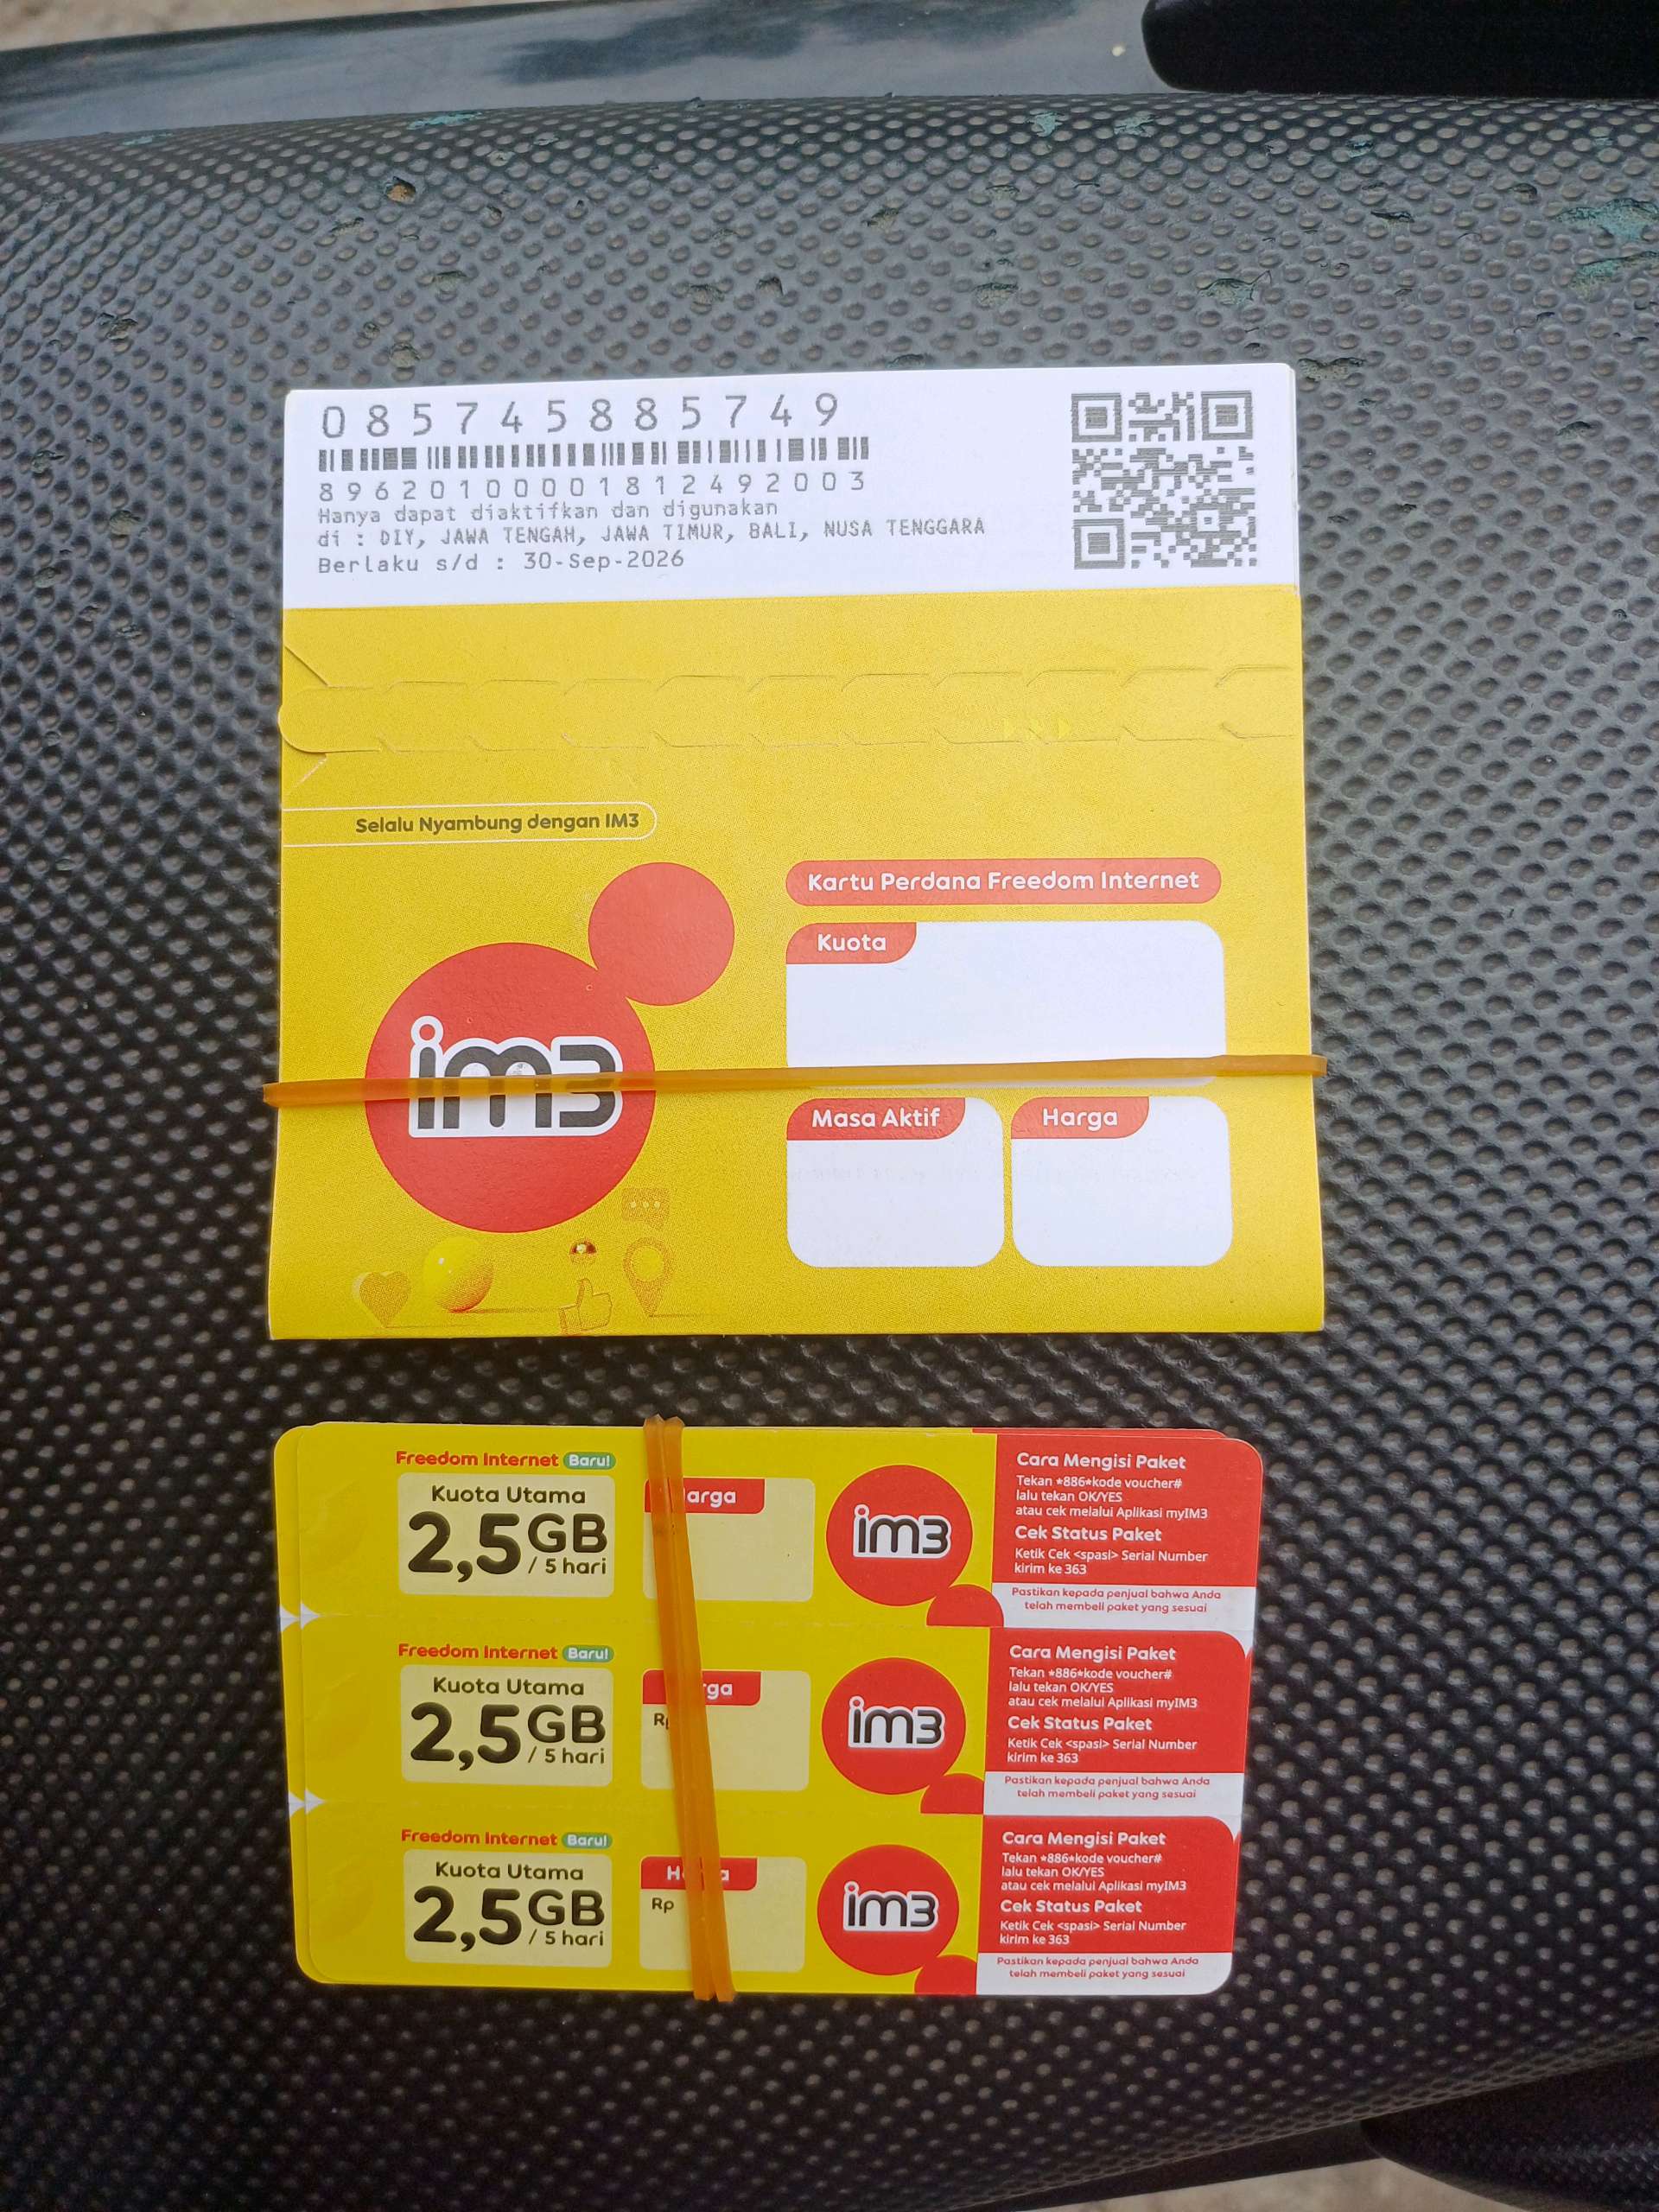 085745885749
89620100001812492003
Hanya dapat diaktifkan dan digunakan
di : DIY, JAWA TENGAH, JAWA TIMUR, BALI, NUSA TENGGARA
Berlaku s/d : 30-Sep-2026
Selalu Nyambung dengan IM3
im3
Kartu Perdana Freedom Internet
Kuota
Masa Aktif
Harga
Freedom Internet Baru!
Kuota Utama
2,5GB
/ 5 hari
arga
im3
Cara Mengisi Paket
Tekan *886*kode voucher#
lalu tekan OK/YES
atau cek melalui Aplikasi myIM3
Cek Status Paket
Ketik Cek <spasi> Serial Number
kirim ke 363
Pastikan kepada penjual bahwa Anda
telah membeli paket yang sesuai
Freedom Internet Baru!
Kuota Utama
2,5GB
/ 5 hari
rga
Rp
im3
Cara Mengisi Paket
Tekan *886*kode voucher#
lalu tekan OK/YES
atau cek melalui Aplikasi myIM3
Cek Status Paket
Ketik Cek <spasi> Serial Number
kirim ke 363
Pastikan kepada penjual bahwa Anda
telah membeli paket yang sesuai
Freedom Internet Baru!
Kuota Utama
2,5GB
/ 5 hari
Harga
Rp
im3
Cara Mengisi Paket
Tekan *886*kode voucher#
lalu tekan OK/YES
atau cek melalui Aplikasi myIM3
Cek Status Paket
Ketik Cek <spasi> Serial Number
kirim ke 363
Pastikan kepada penjual bahwa Anda
telah membeli paket yang sesuai